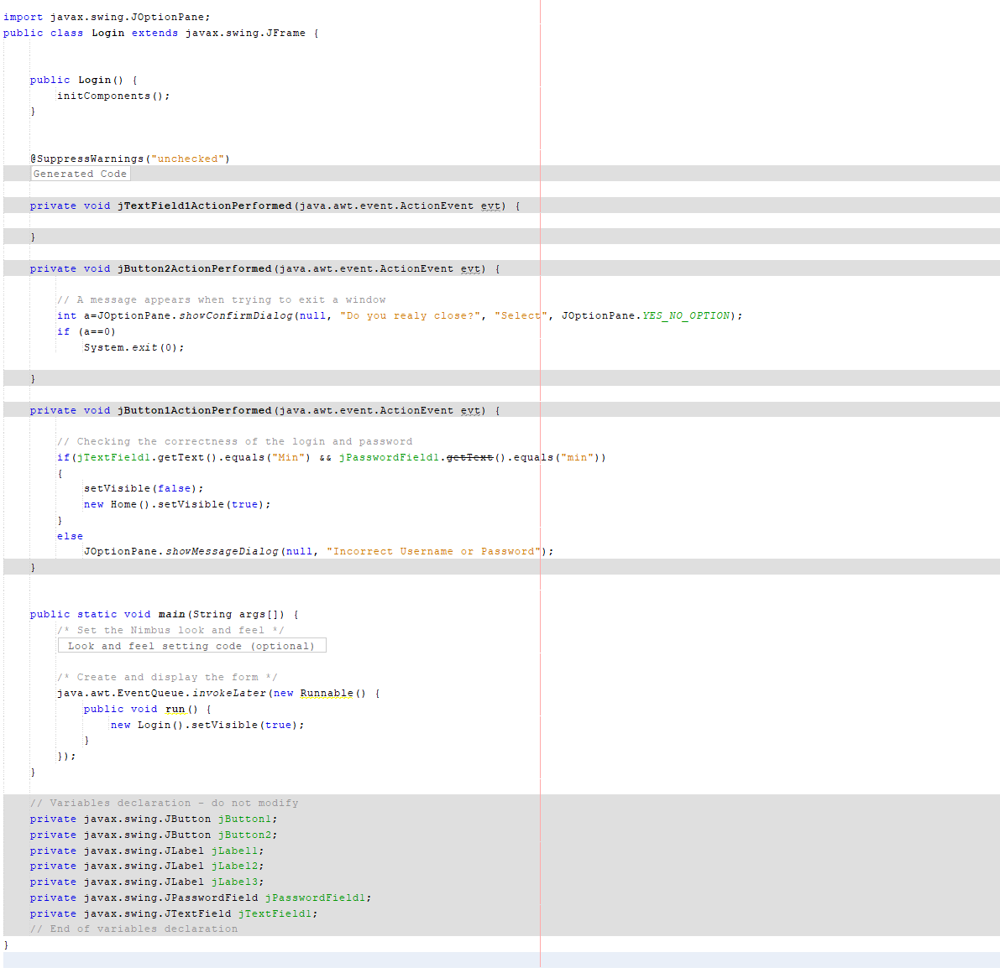 import javax.swing.JOptionPane;
public class Login extends javax.swing.JFrame {
public Login() {
initComponents();
}
@SuppressWarnings("unchecked")
Generated Code
private void jTextField1ActionPerformed(java.awt.event.ActionEvent evt) {
}
private void jButton2ActionPerformed(java.awt.event.ActionEvent evt) {
// A message appears when trying to exit a window
int a=JOptionPane.showConfirmDialog(null, "Do you realy close?", "Select", JOptionPane.YES_NO_OPTION);
if (a==0)
System.exit(0);
}
private void jButton1ActionPerformed(java.awt.event.ActionEvent evt) {
// Checking the correctness of the login and password
if(jTextField1.getText().equals("Min") && jPasswordField1.getText().equals("min"))
{
setVisible(false);
new Home().setVisible(true);
}
else
JOptionPane.showMessageDialog(null, "Incorrect Username or Password");
}
public static void main(String args[]) {
/* Set the Nimbus look and feel */
Look and feel setting code (optional)
/* Create and display the form */
java.awt.EventQueue.invokeLater(new Runnable() {
public void run() {
new Login().setVisible(true);
}
});
}
// Variables declaration - do not modify
private javax.swing.JButton jButton1;
private javax.swing.JButton jButton2;
private javax.swing.JLabel jLabel1;
private javax.swing.JLabel jLabel2;
private javax.swing.JLabel jLabel3;
private javax.swing.JPasswordField jPasswordField1;
private javax.swing.JTextField jTextField1;
// End of variables declaration
}